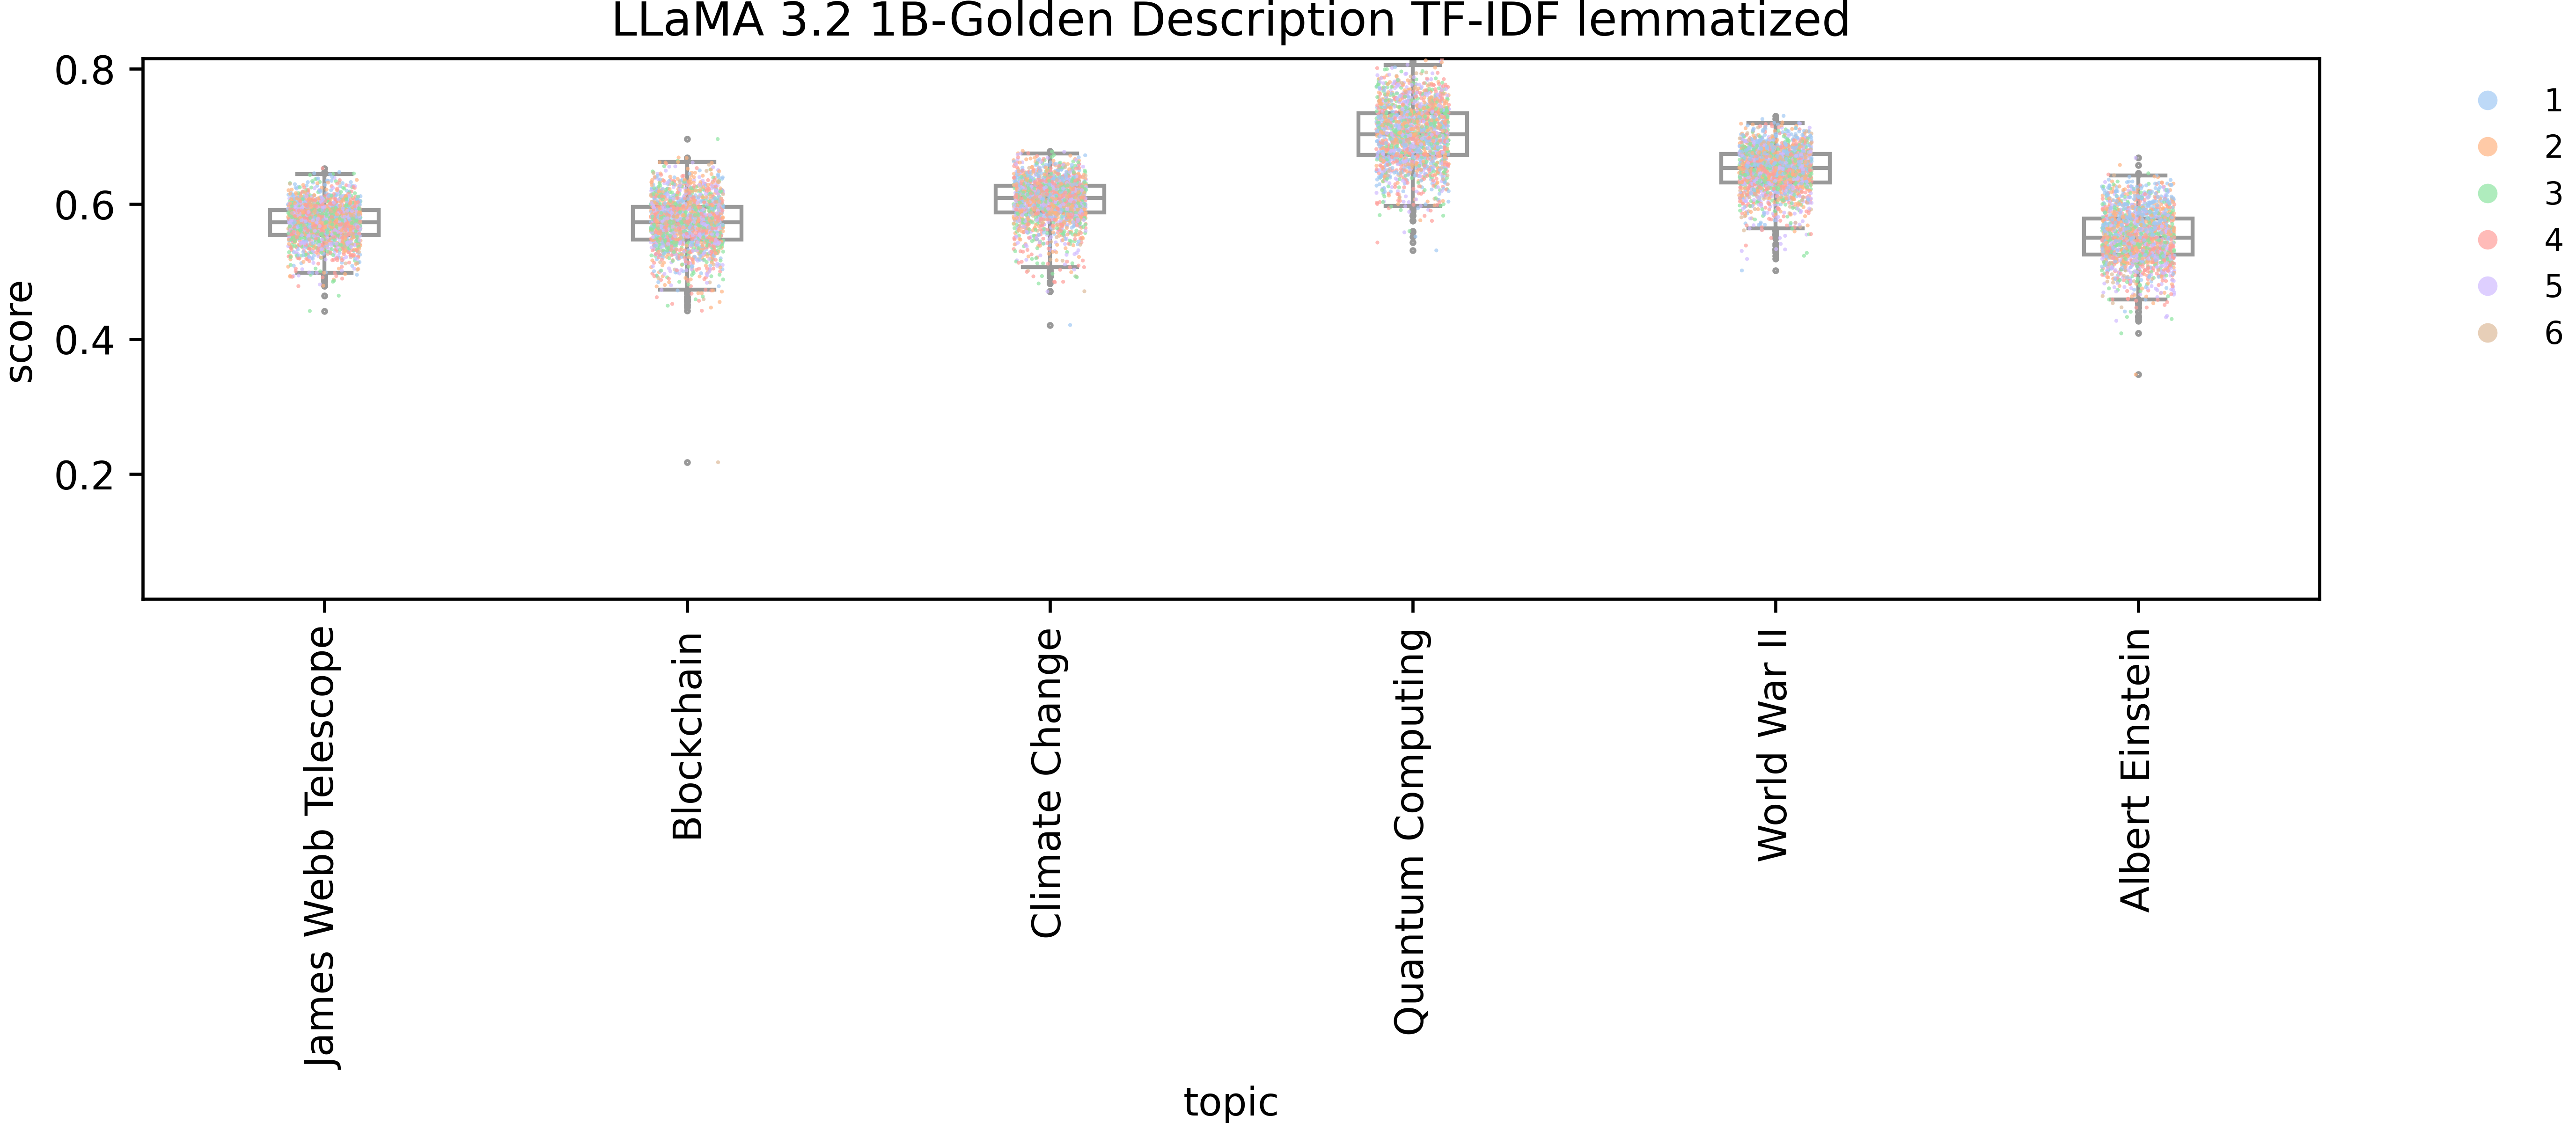 LLaMA 3.2 1B-Golden Description TF-IDF lemmatized
0.8
0.6
0.4
0.2
score
1
2
3
4
5
6
James Webb Telescope
Blockchain
Climate Change
Quantum Computing
World War II
Albert Einstein
topic